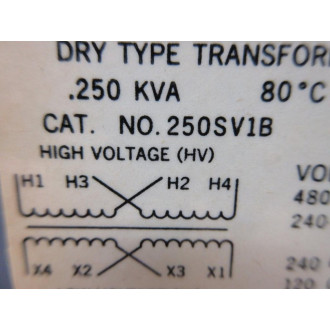 DRY TYPE TRANSFOR
.250 KVA 80°C
CAT. NO. 250SV1B
HIGH VOLTAGE (HV)
H1 H3 H2 H4
VO
480
240
X4 X2 X3 X1
240
120